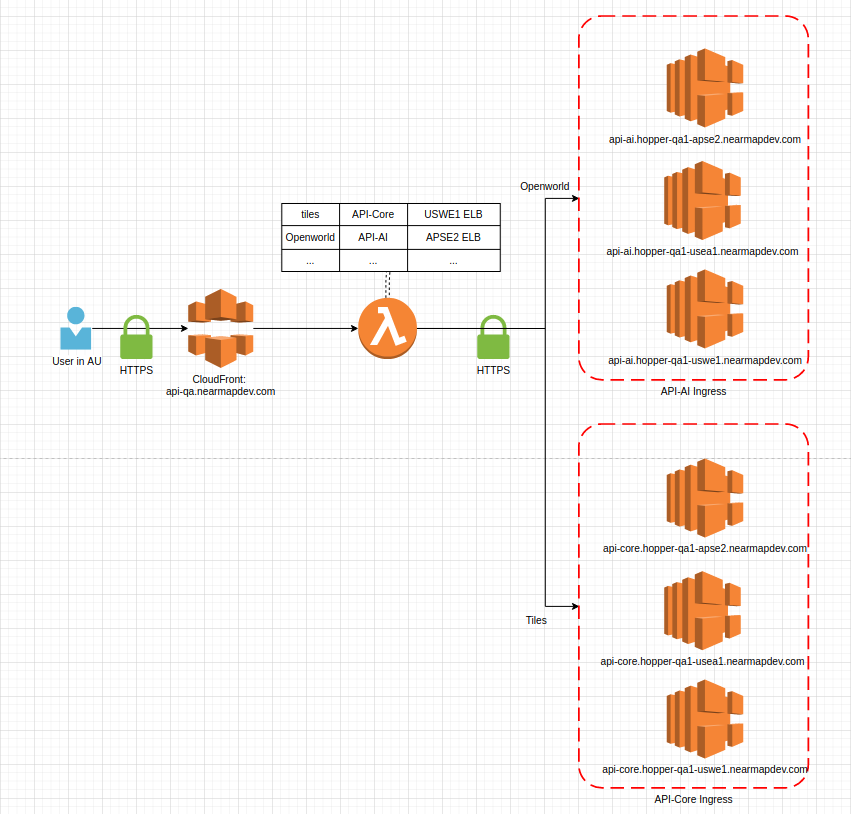 api-ai.hopper-qa1-apse2.nearmapdev.com
Openworld
tiles API-Core USWE1 ELB
Openworld API-AI APSE2 ELB
... ... ...
api-ai.hopper-qa1-usea1.nearmapdev.com
User in AU
HTTPS
CloudFront:
api-qa.nearmapdev.com
HTTPS
api-ai.hopper-qa1-uswe1.nearmapdev.com
API-AI Ingress
api-core.hopper-qa1-apse2.nearmapdev.com
Tiles
api-core.hopper-qa1-usea1.nearmapdev.com
api-core.hopper-qa1-uswe1.nearmapdev.com
API-Core Ingress